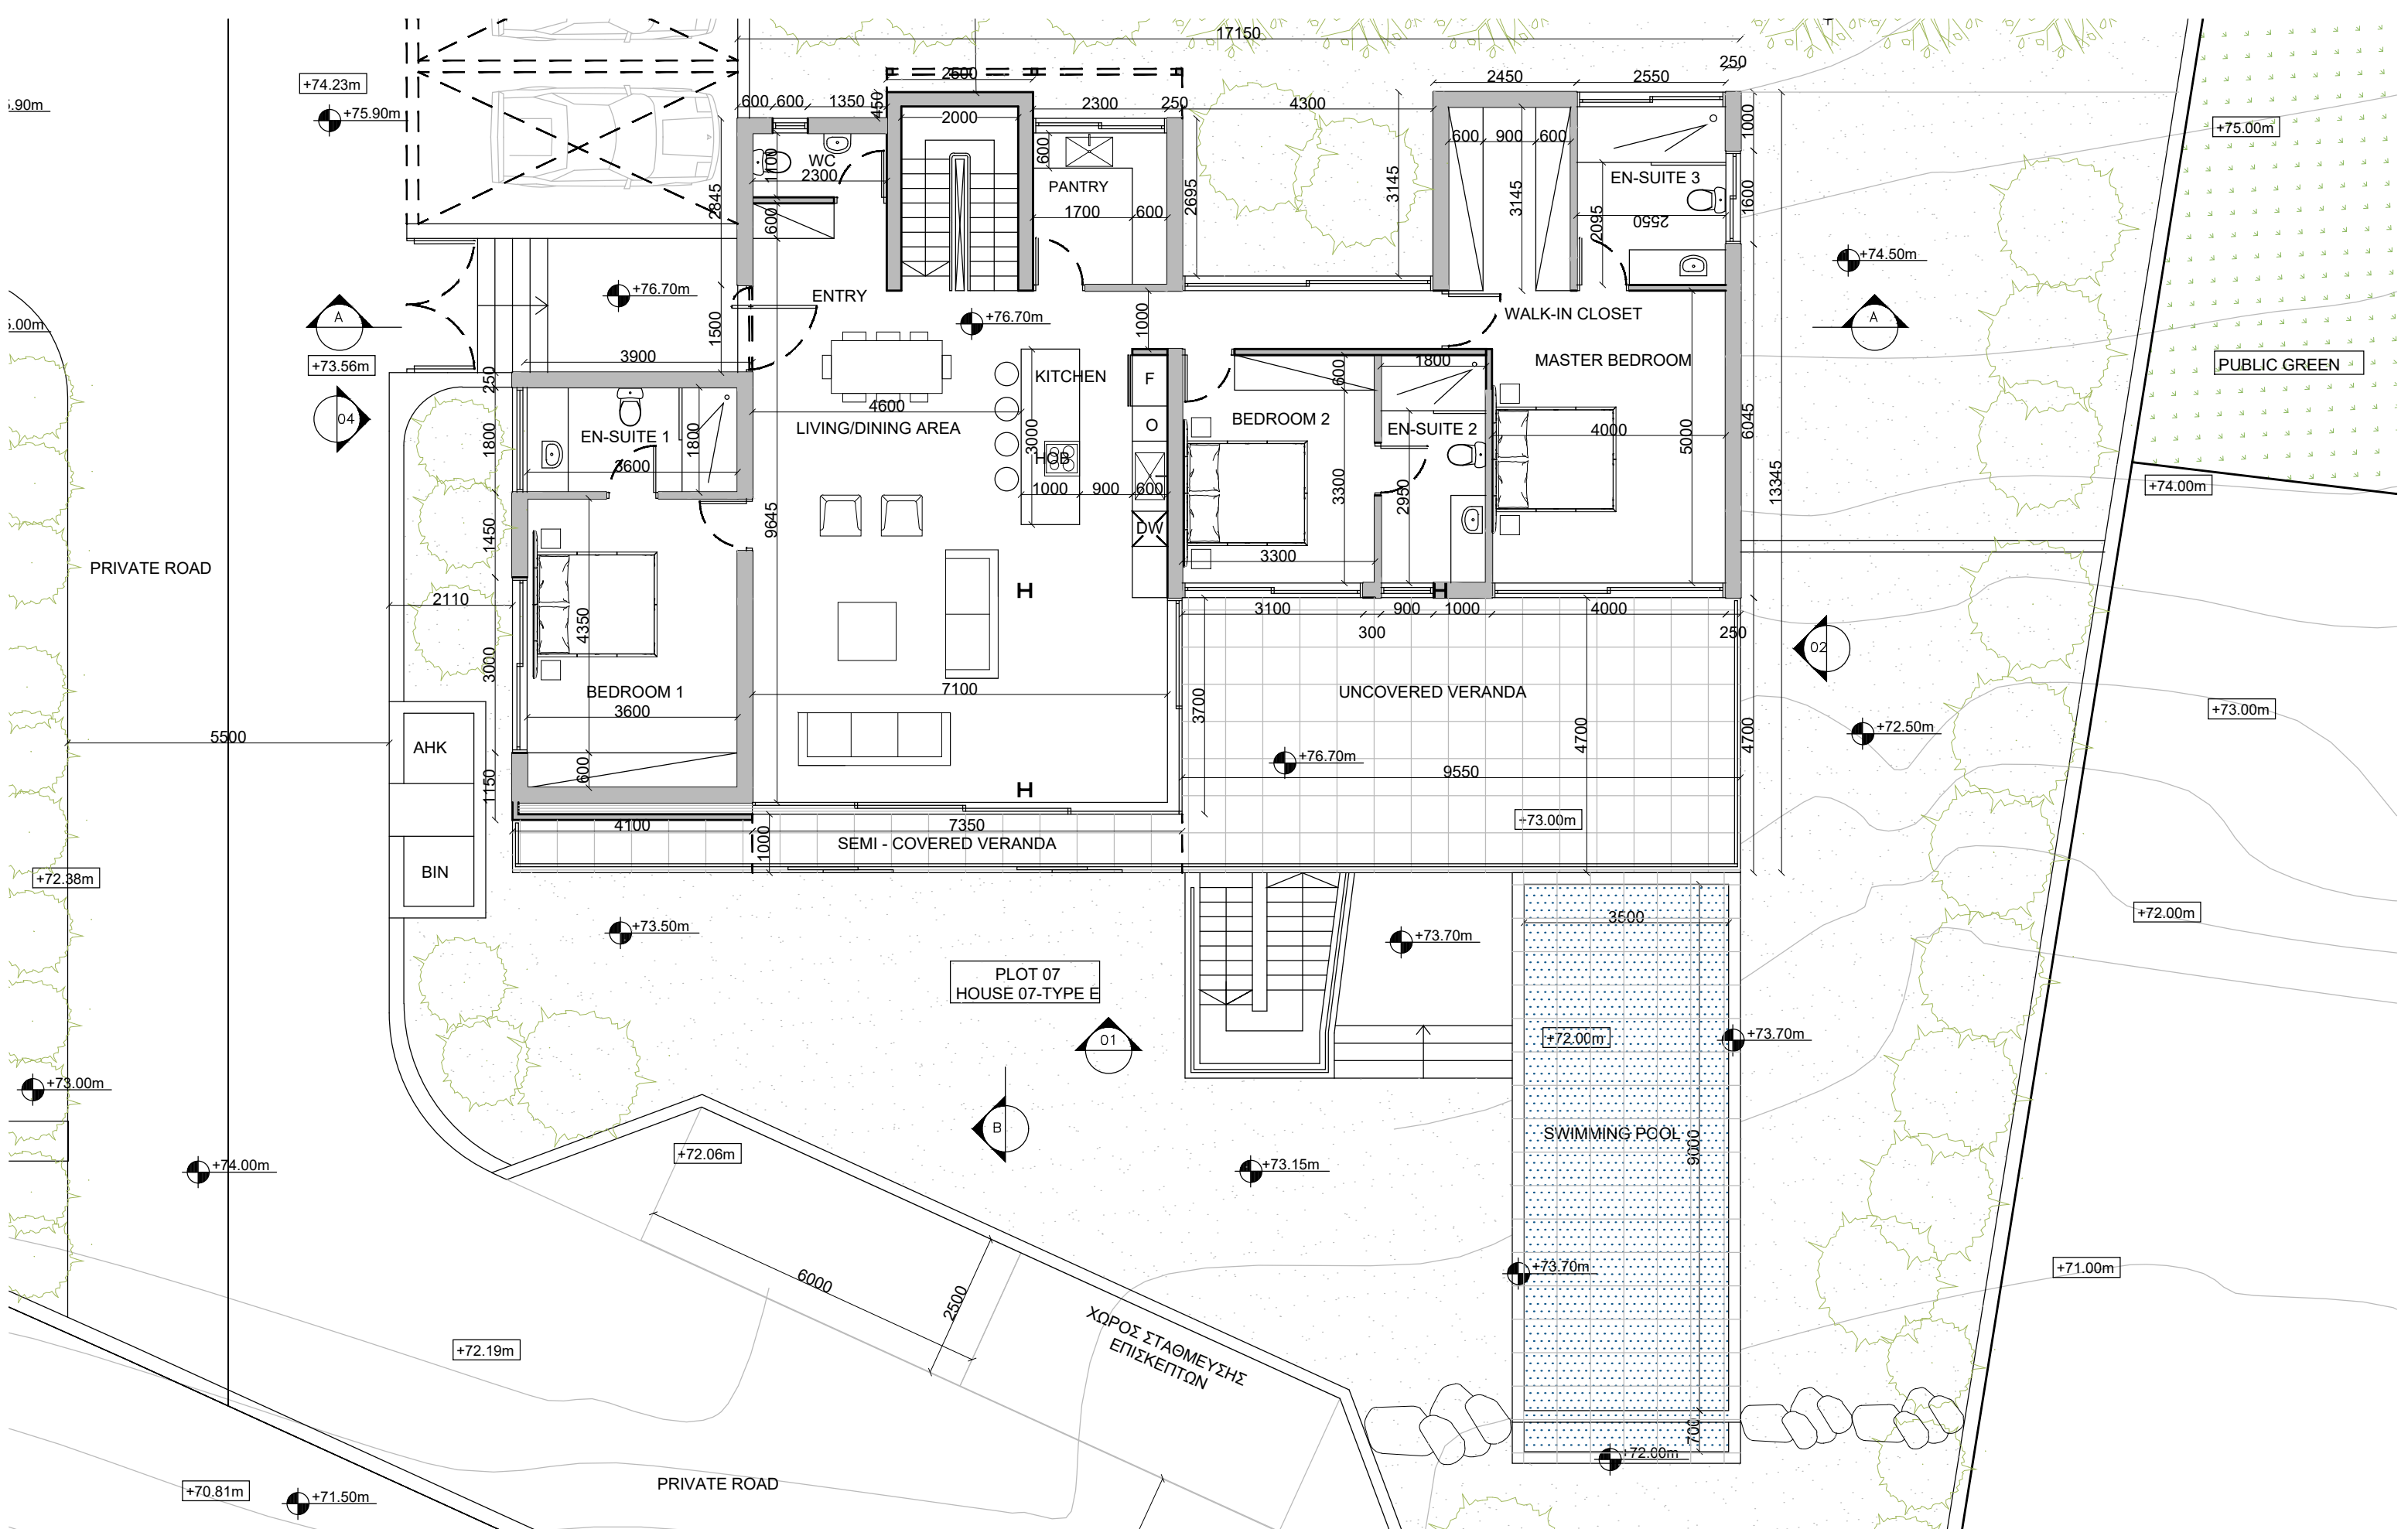 17150
250
+74.23m
+75.90m
5.90m
2600
2450
2550
600
600
1350
450
2300
250
4300
2000
1000
+75.00m
WC
1100
2300
600
PANTRY
1700
600
2845
600
2695
3145
600
900
600
3145
EN-SUITE 3
2095
2550
1600
+74.50m
+76.70m
ENTRY
+76.70m
1000
WALK-IN CLOSET
A
A
5.00m
1500
3900
+73.56m
250
04
KITCHEN
F
600
1800
MASTER BEDROOM
PUBLIC GREEN
4600
LIVING/DINING AREA
3000
O
BEDROOM 2
EN-SUITE 2
4000
5000
6045
1800
EN-SUITE 1
1800
3600
HOB
1000
900
600
3300
2950
13345
+74.00m
1450
9645
DW
3300
PRIVATE ROAD
2110
4350
H
3100
900
1000
4000
300
250
02
3000
BEDROOM 1
3600
7100
3700
UNCOVERED VERANDA
4700
4700
+73.00m
+72.50m
5500
AHK
600
1150
+76.70m
9550
H
4100
1000
7350
SEMI - COVERED VERANDA
+73.00m
BIN
+72.38m
+73.50m
+73.70m
3500
+72.00m
PLOT 07
HOUSE 07-TYPE E
01
+72.00m
+73.70m
+73.00m
B
SWIMMING POOL
9000
+72.06m
+74.00m
+73.15m
6000
2500
+73.70m
+71.00m
ΧΩΡΟΣ ΣΤΑΘΜΕΥΣΗΣ
ΕΠΙΣΚΕΠΤΩΝ
+72.19m
700
+72.00m
PRIVATE ROAD
+70.81m
+71.50m